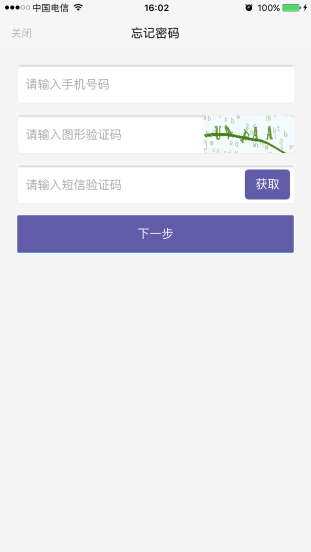 中国电信 16:02 100%
关闭 忘记密码
请输入手机号码
请输入图形验证码
请输入短信验证码 获取
下一步